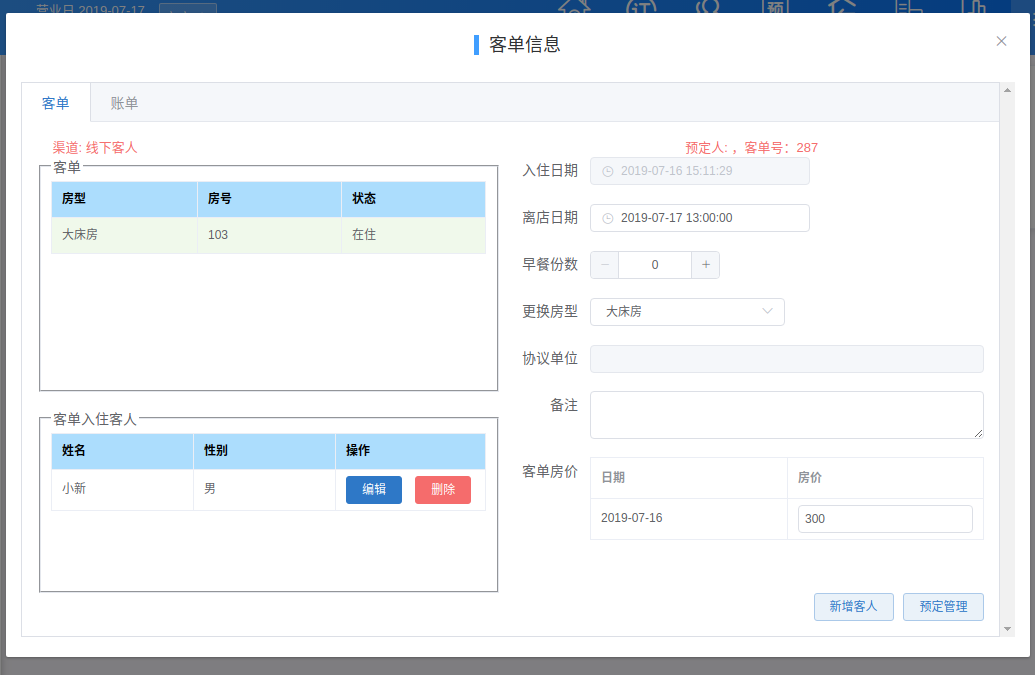 营业日 2019-07-17
订
预
客单信息
客单
账单
渠道: 线下客人
预定人: ，客单号：287
客单
房型 房号 状态
大床房 103 在住
入住日期 2019-07-16 15:11:29
离店日期 2019-07-17 13:00:00
早餐份数 − 0 +
更换房型 大床房
协议单位
备注
客单入住客人
姓名 性别 操作
小新 男 编辑 删除
客单房价 日期 房价
2019-07-16 300
新增客人 预定管理